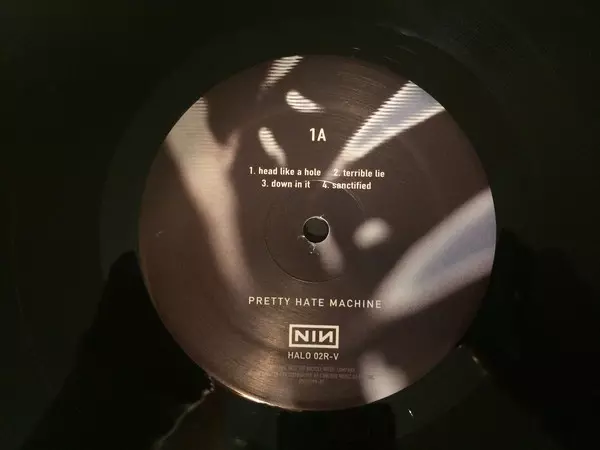 1A
1. head like a hole 2. terrible lie
3. down in it 4. sanctified
PRETTY HATE MACHINE
NIИ
HALO 02R-V